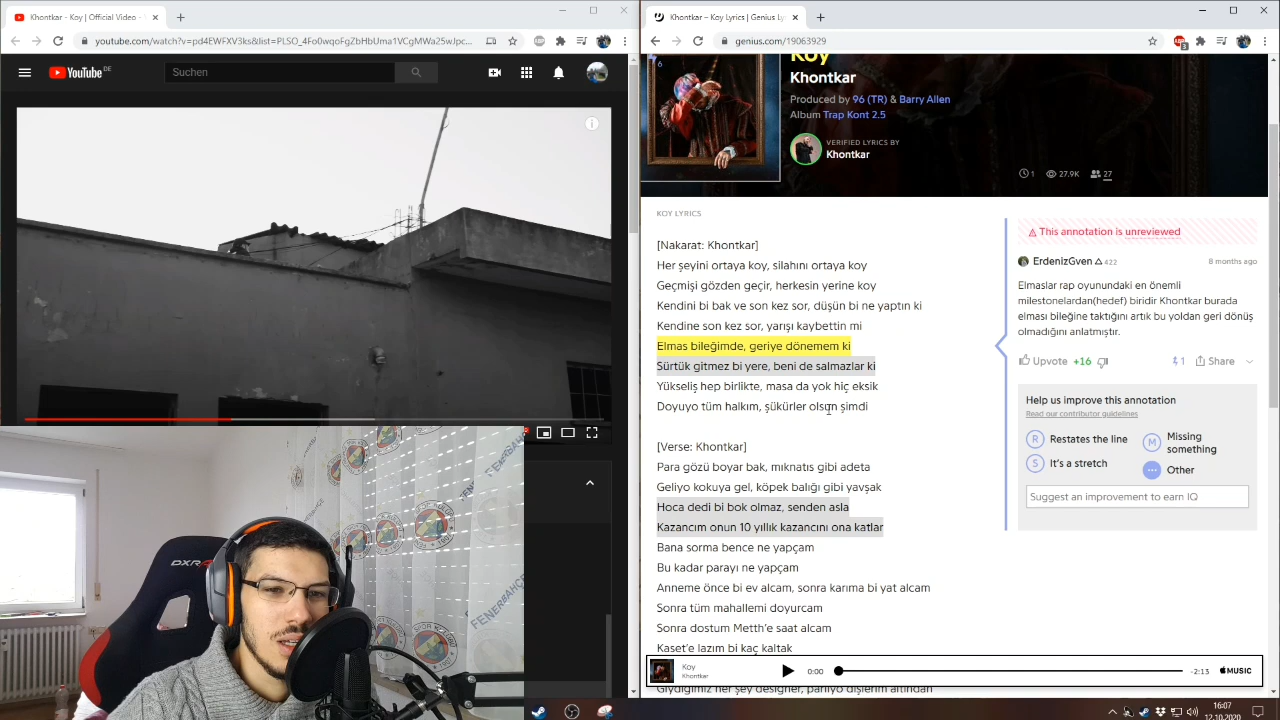 Khontkar - Koy | Official Video -
youtube.com/watch?v=pd4EWFXV3ks&list=PLSO_4Fo0wqoFgZbHbUma1VCgMWa25wJpc...
YouTube DE
Suchen
Khontkar – Koy Lyrics | Genius Ly
genius.com/19063929
6
Koy
Khontkar
Produced by 96 (TR) & Barry Allen
Album Trap Kont 2.5
VERIFIED LYRICS BY
Khontkar
1 27.9K 27
KOY LYRICS
[Nakarat: Khontkar]
Her şeyini ortaya koy, silahını ortaya koy
Geçmişi gözden geçir, herkesin yerine koy
Kendini bi bak ve son kez sor, düşün bi ne yaptın ki
Kendine son kez sor, yarışı kaybettin mi
Elmas bileğimde, geriye dönemem ki
Sürtük gitmez bi yere, beni de salmazlar ki
Yükseliş hep birlikte, masa da yok hiç eksik
Doyuyo tüm halkım, şükürler olsun şimdi
[Verse: Khontkar]
Para gözü boyar bak, mıknatıs gibi adeta
Geliyo kokuya gel, köpek balığı gibi yavşak
Hoca dedi bi bok olmaz, senden asla
Kazancım onun 10 yıllık kazancını ona katlar
Bana sorma bence ne yapçam
Bu kadar parayı ne yapçam
Anneme önce bi ev alcam, sonra karıma bi yat alcam
Sonra tüm mahallemi doyurcam
Sonra dostum Metth'e saat alcam
Kaset'e lazım bi kaç kaltak
Giydiğimiz her şey designer, parlıyo dişlerim altından
This annotation is unreviewed
ErdenizGven 422
8 months ago
Elmaslar rap oyunundaki en önemli
milestonelardan(hedef) biridir Khontkar burada
elması bileğine taktığını artık bu yoldan geri dönüş
olmadığını anlatmıştır.
Upvote +16
1 Share
Help us improve this annotation
Read our contributor guidelines
R Restates the line
M Missing something
S It's a stretch
Other
Suggest an improvement to earn IQ
Koy
Khontkar
0:00
-2:13
MUSIC
DXR
FENERBAHÇE
16:07
12.10.2020